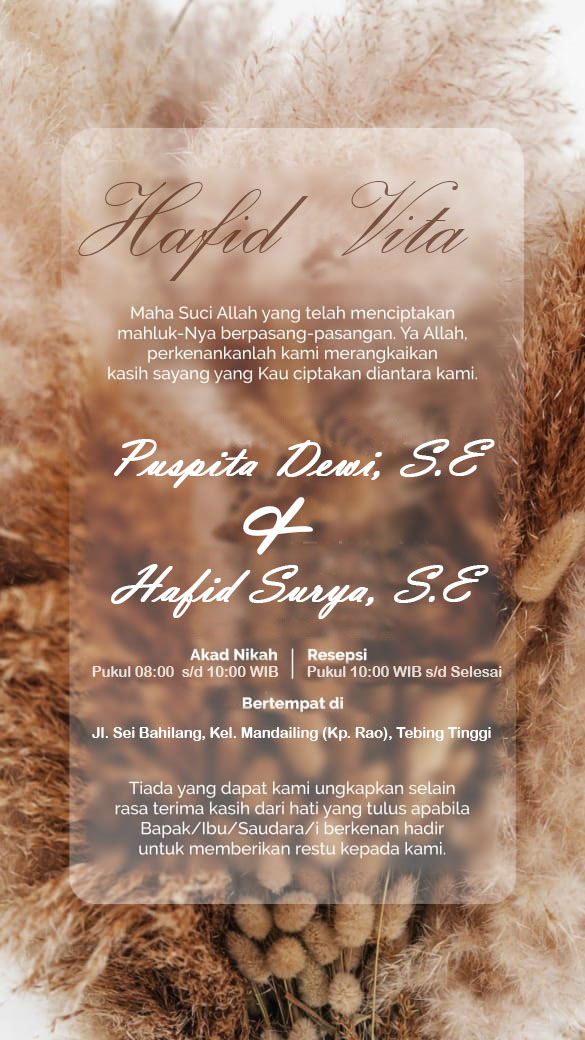 Hafid Vita
Maha Suci Allah yang telah menciptakan
mahluk-Nya berpasang-pasangan. Ya Allah,
perkenankanlah kami merangkaikan
kasih sayang yang Kau ciptakan diantara kami.
Puspita Dewi, S.E
&
Hafid Surya, S.E
Akad Nikah | Resepsi
Pukul 08:00 s/d 10:00 WIB | Pukul 10:00 WIB s/d Selesai
Bertempat di
Jl. Sei Bahilang, Kel. Mandailing (Kp. Rao), Tebing Tinggi
Tiada yang dapat kami ungkapkan selain
rasa terima kasih dari hati yang tulus apabila
Bapak/Ibu/Saudara/i berkenan hadir
untuk memberikan restu kepada kami.